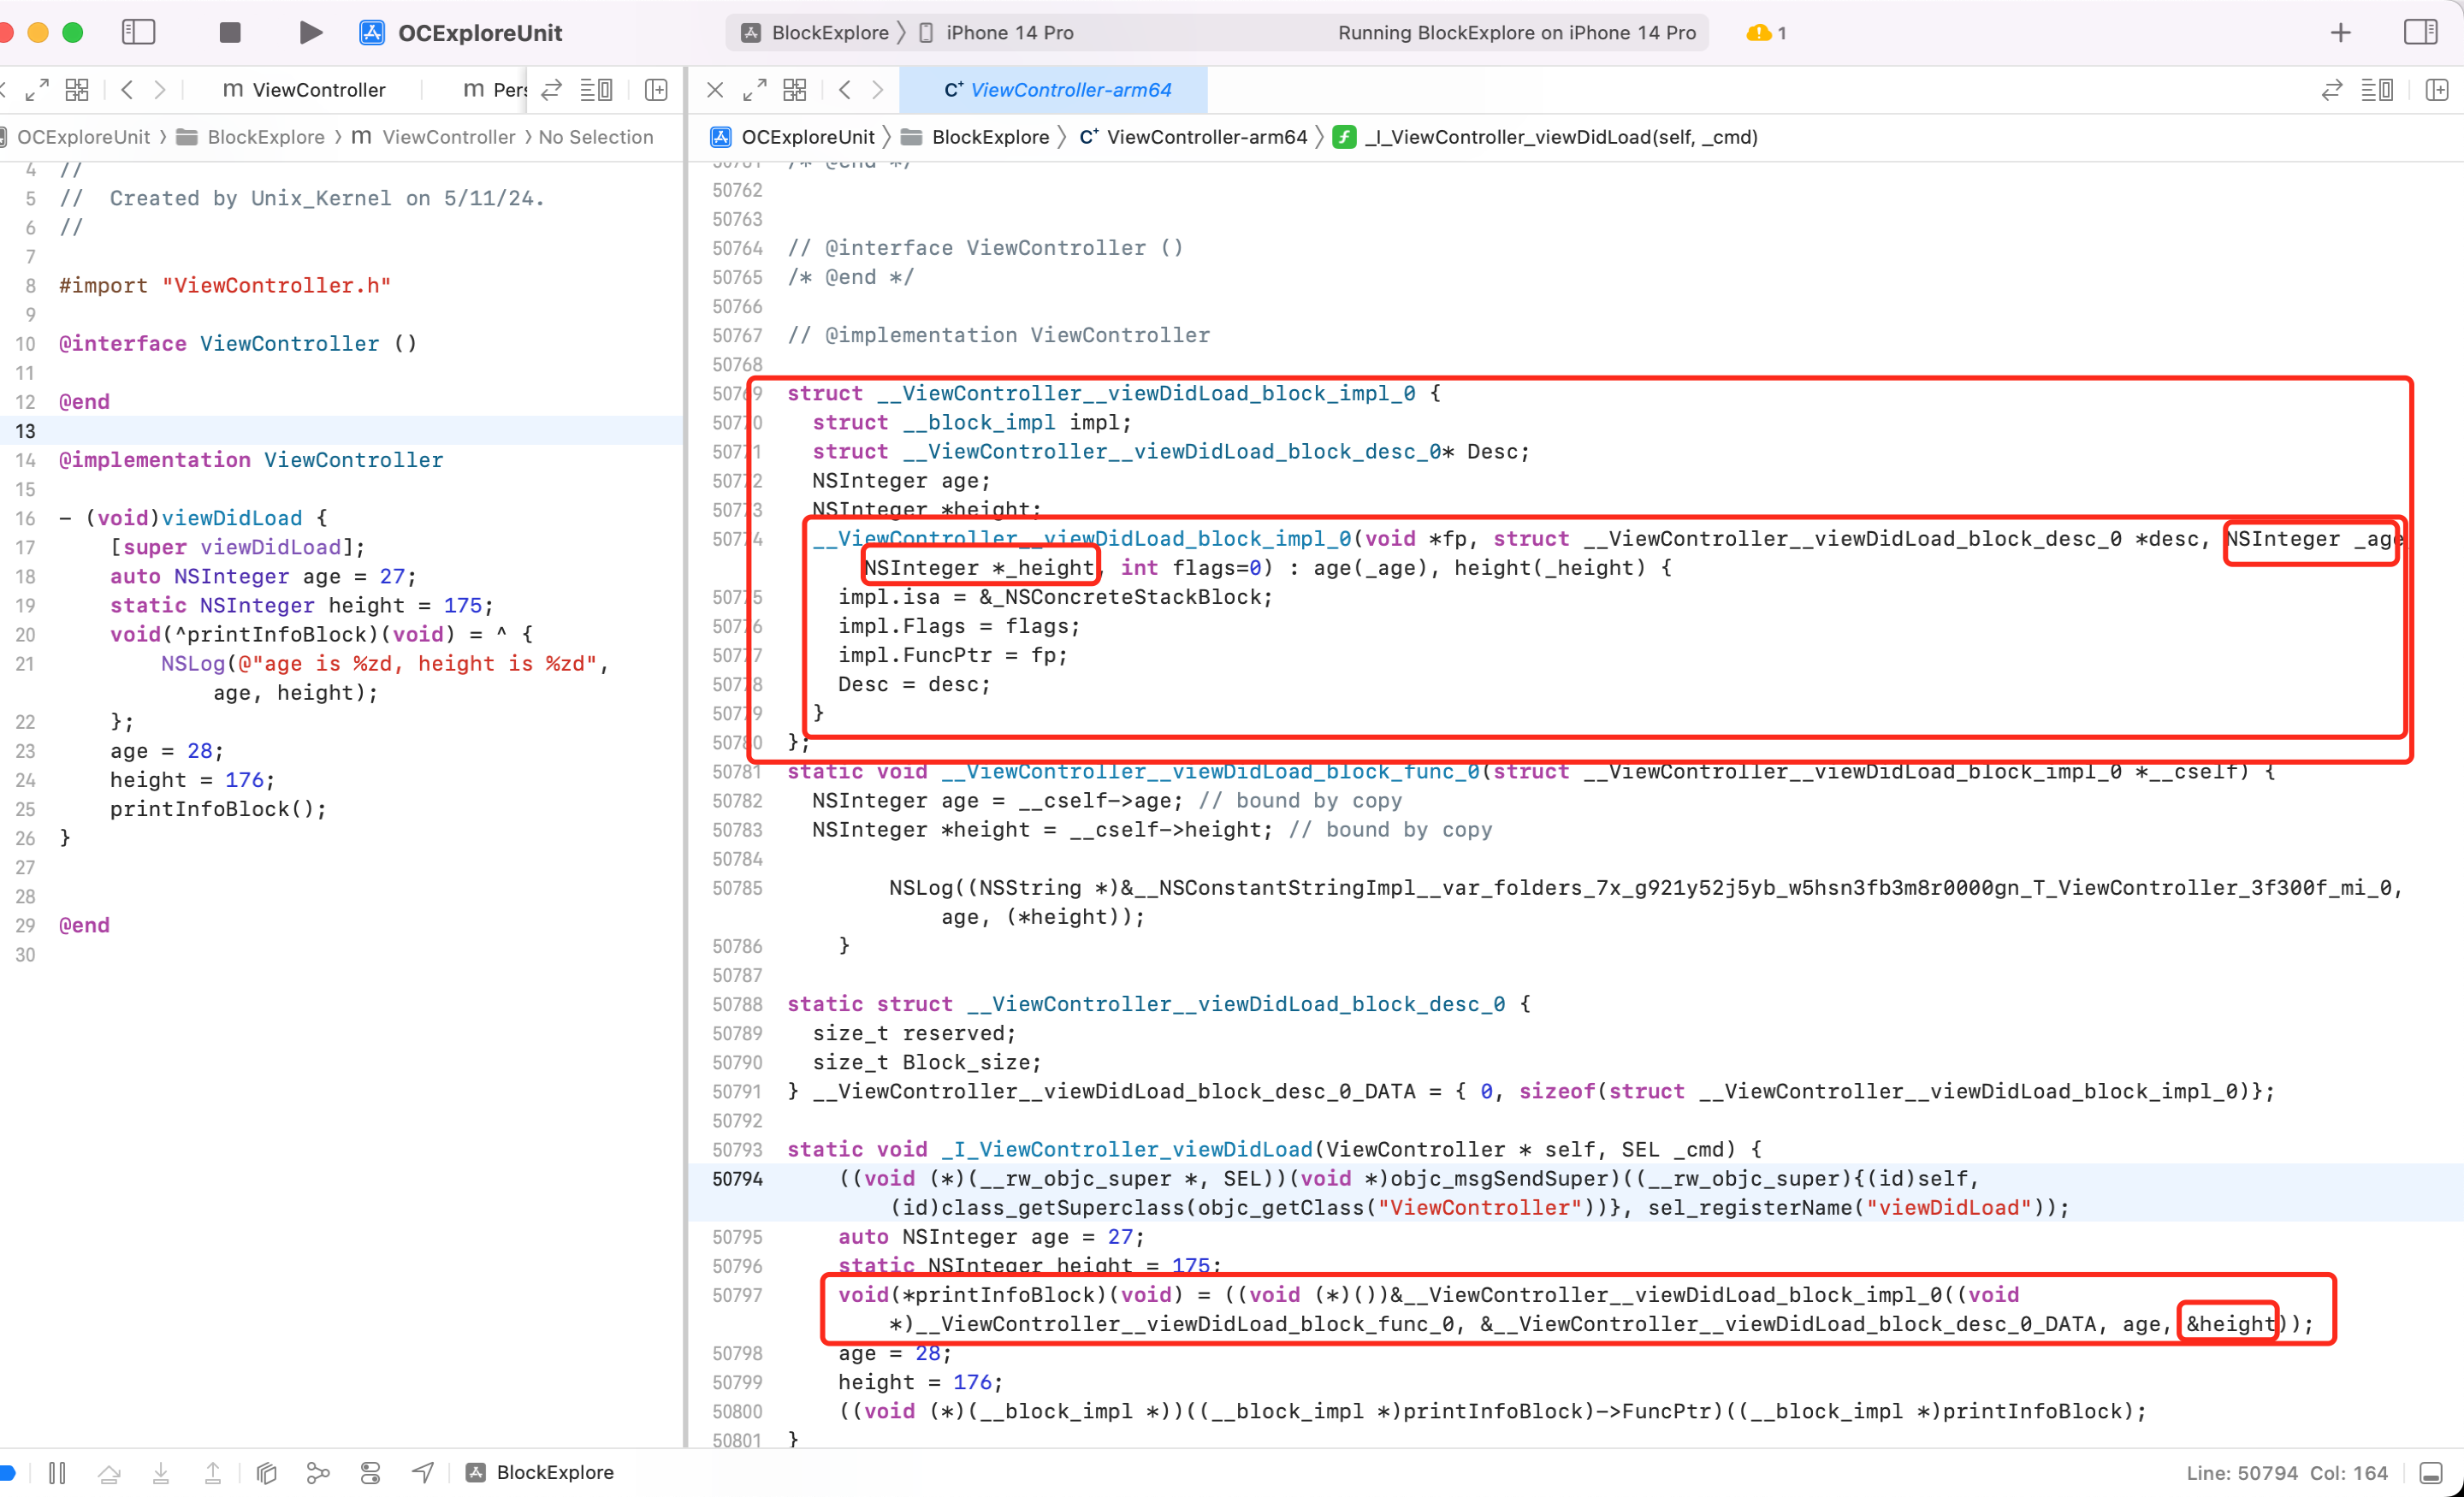 OCExploreUnit
BlockExplore 〉 iPhone 14 Pro
Running BlockExplore on iPhone 14 Pro
1
m ViewController
m Pers
OCExploreUnit 〉 BlockExplore 〉 m ViewController 〉 No Selection
4 //
5 //  Created by Unix_Kernel on 5/11/24.
6 //
7
8 #import "ViewController.h"
9
10 @interface ViewController ()
11
12 @end
13
14 @implementation ViewController
15
16 - (void)viewDidLoad {
17     [super viewDidLoad];
18     auto NSInteger age = 27;
19     static NSInteger height = 175;
20     void(^printInfoBlock)(void) = ^ {
21         NSLog(@"age is %zd, height is %zd",
age, height);
22     };
23     age = 28;
24     height = 176;
25     printInfoBlock();
26 }
27
28
29 @end
30
C+ ViewController-arm64
OCExploreUnit 〉 BlockExplore 〉 C+ ViewController-arm64 〉 f _I_ViewController_viewDidLoad(self, _cmd)
50761 /* @end */
50762
50763
50764 // @interface ViewController ()
50765 /* @end */
50766
50767 // @implementation ViewController
50768
50769 struct __ViewController__viewDidLoad_block_impl_0 {
50770   struct __block_impl impl;
50771   struct __ViewController__viewDidLoad_block_desc_0* Desc;
50772   NSInteger age;
50773   NSInteger *height;
50774   __ViewController__viewDidLoad_block_impl_0(void *fp, struct __ViewController__viewDidLoad_block_desc_0 *desc, NSInteger _age
NSInteger *_height, int flags=0) : age(_age), height(_height) {
50775     impl.isa = &_NSConcreteStackBlock;
50776     impl.Flags = flags;
50777     impl.FuncPtr = fp;
50778     Desc = desc;
50779   }
50780 };
50781 static void __ViewController__viewDidLoad_block_func_0(struct __ViewController__viewDidLoad_block_impl_0 *__cself) {
50782   NSInteger age = __cself->age; // bound by copy
50783   NSInteger *height = __cself->height; // bound by copy
50784
50785         NSLog((NSString *)&__NSConstantStringImpl__var_folders_7x_g921y52j5yb_w5hsn3fb3m8r0000gn_T_ViewController_3f300f_mi_0,
age, (*height));
50786     }
50787
50788 static struct __ViewController__viewDidLoad_block_desc_0 {
50789   size_t reserved;
50790   size_t Block_size;
50791 } __ViewController__viewDidLoad_block_desc_0_DATA = { 0, sizeof(struct __ViewController__viewDidLoad_block_impl_0)};
50792
50793 static void _I_ViewController_viewDidLoad(ViewController * self, SEL _cmd) {
50794     ((void (*)(__rw_objc_super *, SEL))(void *)objc_msgSendSuper)((__rw_objc_super){(id)self,
(id)class_getSuperclass(objc_getClass("ViewController"))}, sel_registerName("viewDidLoad"));
50795     auto NSInteger age = 27;
50796     static NSInteger height = 175;
50797     void(*printInfoBlock)(void) = ((void (*)())&__ViewController__viewDidLoad_block_impl_0((void
*)__ViewController__viewDidLoad_block_func_0, &__ViewController__viewDidLoad_block_desc_0_DATA, age, &height));
50798     age = 28;
50799     height = 176;
50800     ((void (*)(__block_impl *))((__block_impl *)printInfoBlock)->FuncPtr)((__block_impl *)printInfoBlock);
50801 }
BlockExplore
Line: 50794 Col: 164